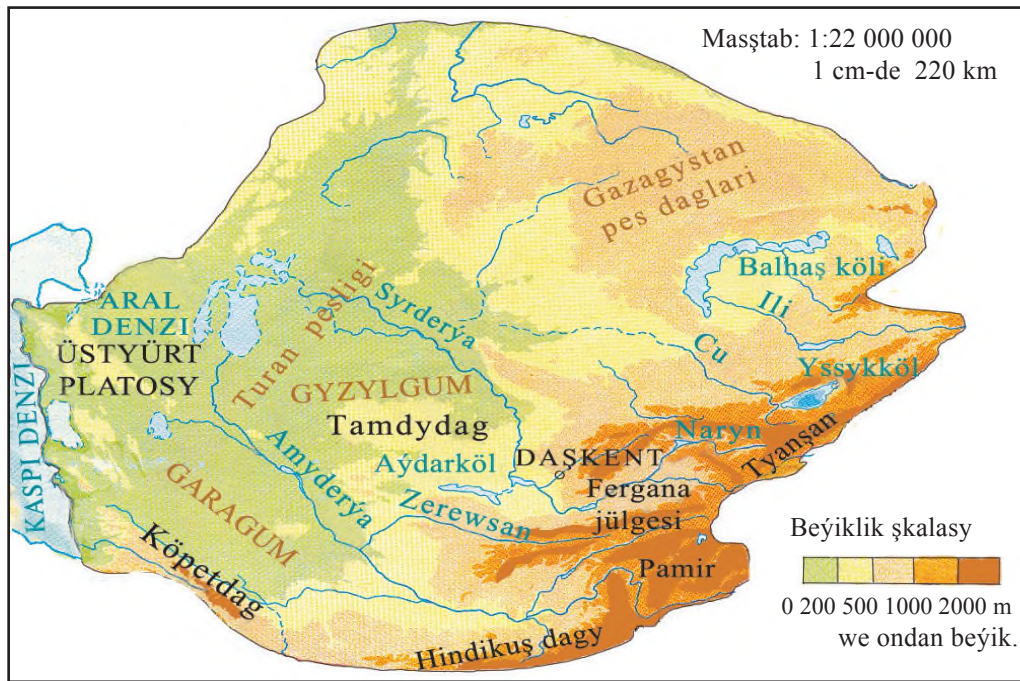 Masştab: 1:22 000 000
1 cm-de 220 km
Gazagystan
pes daglari
Balhaş köli
Ili
Cu
Yssykköl
ARAL
DENZI
ÜSTYÜRT
PLATOSY
KASPI DENZI
Turan pesligi
Syrderýa
GYZYLGUM
Tamdydag
Aýdarköl
Amyderýa
Zerewsan
GARAGUM
Köpetdag
DAŞKENT
Naryn
Tyanşan
Fergana
jülgesi
Pamir
Hindikuş dagy
Beýiklik şkalasy
0 200 500 1000 2000 m
we ondan beýik.